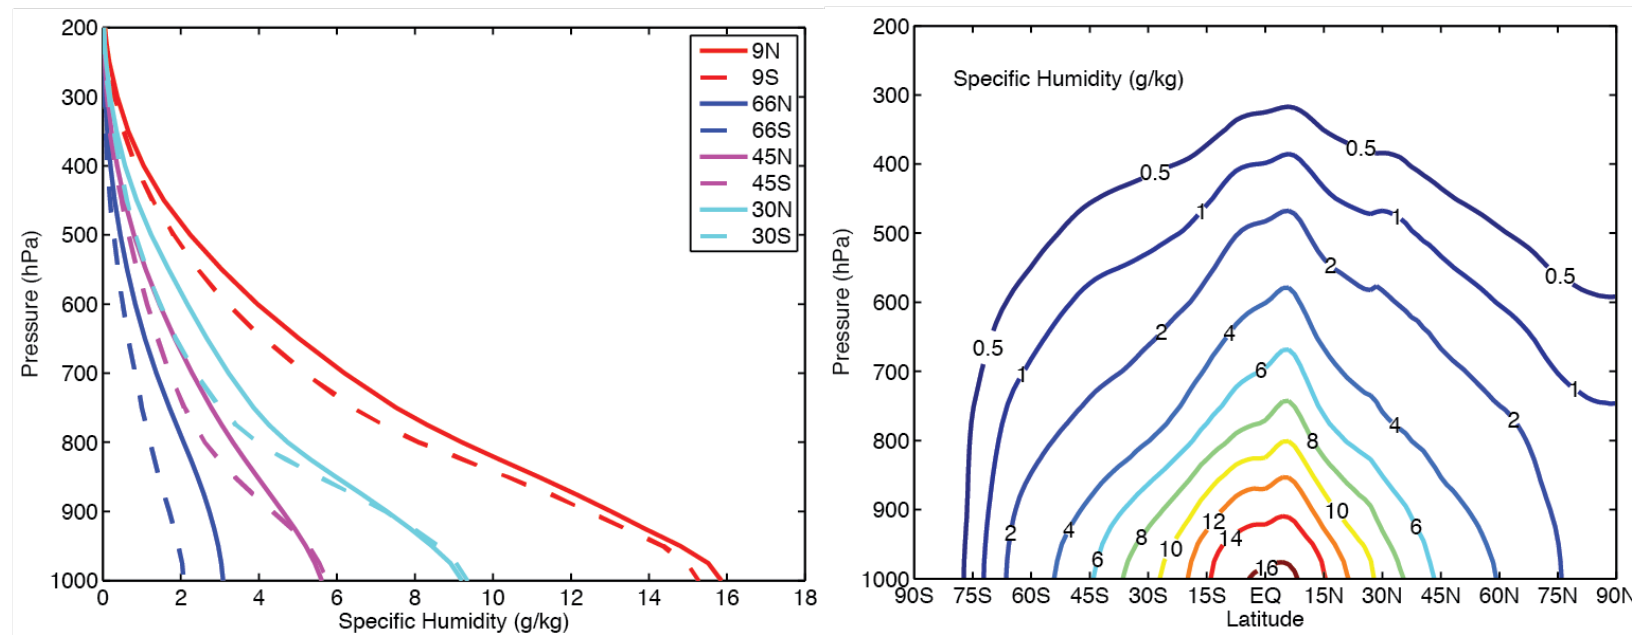 200
300
400
500
600
700
800
900
1000
Pressure (hPa)
0
2
4
6
8
10
12
14
16
18
Specific Humidity (g/kg)
9N
9S
66N
66S
45N
45S
30N
30S
200
300
400
500
600
700
800
900
1000
Pressure (hPa)
Specific Humidity (g/kg)
0.5
0.5
0.5
0.5
1
1
1
1
2
2
2
2
4
4
4
6
6
6
8
8
10
10
12
14
16
90S
75S
60S
45S
30S
15S
EQ
15N
30N
45N
60N
75N
90N
Latitude